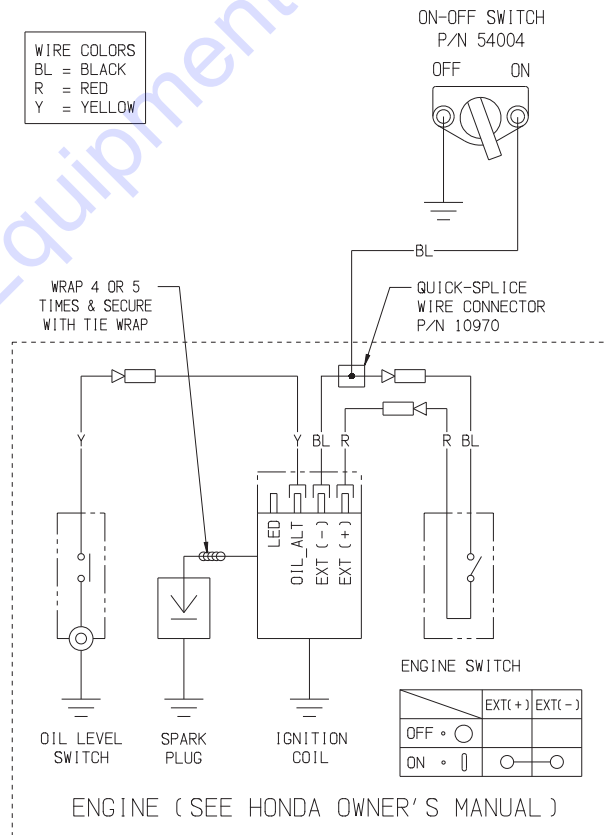 ON-OFF SWITCH
P/N 54004
OFF ON
WIRE COLORS
BL = BLACK
R = RED
Y = YELLOW
Equipment
BL
WRAP 4 OR 5
TIMES & SECURE
WITH TIE WRAP
QUICK-SPLICE
WIRE CONNECTOR
P/N 10970
Y
Y BL R
R BL
LED
OIL_ALT
EXT (-)
EXT (+)
ENGINE SWITCH
EXT(+) EXT(-)
OFF
ON
OIL LEVEL
SWITCH
SPARK
PLUG
IGNITION
COIL
ENGINE (SEE HONDA OWNER'S MANUAL)